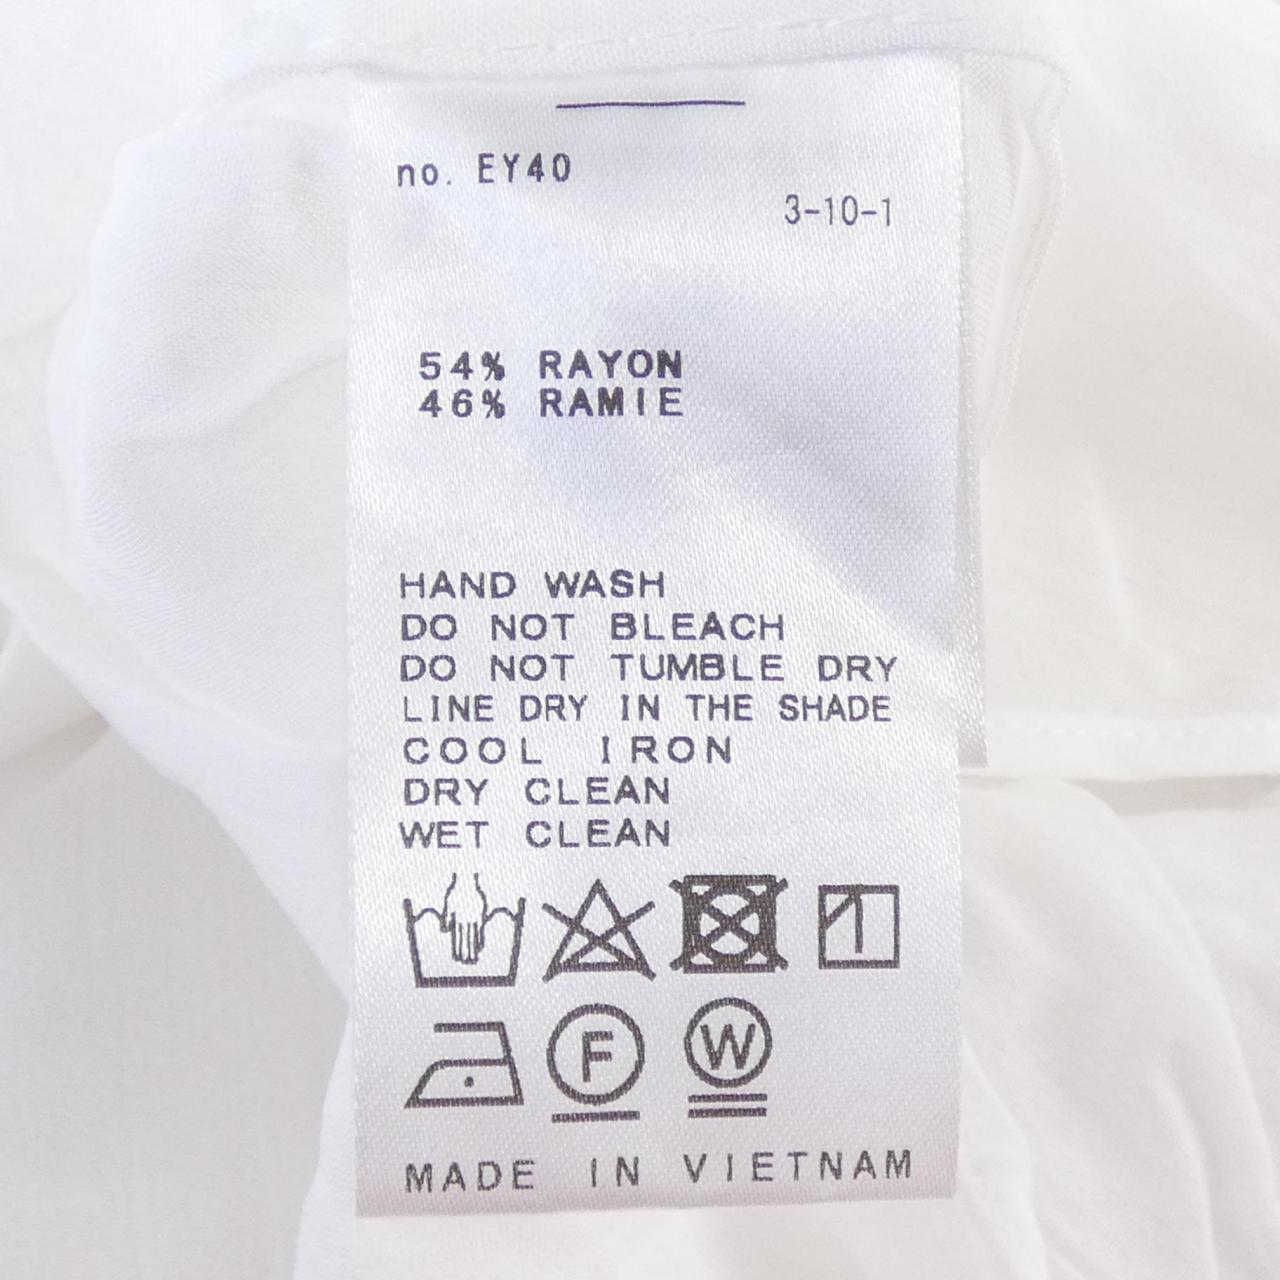 no. EY40
3-10-1
54% RAYON
46% RAMIE
HAND WASH
DO NOT BLEACH
DO NOT TUMBLE DRY
LINE DRY IN THE SHADE
COOL IRON
DRY CLEAN
WET CLEAN
F W
MADE IN VIETNAM